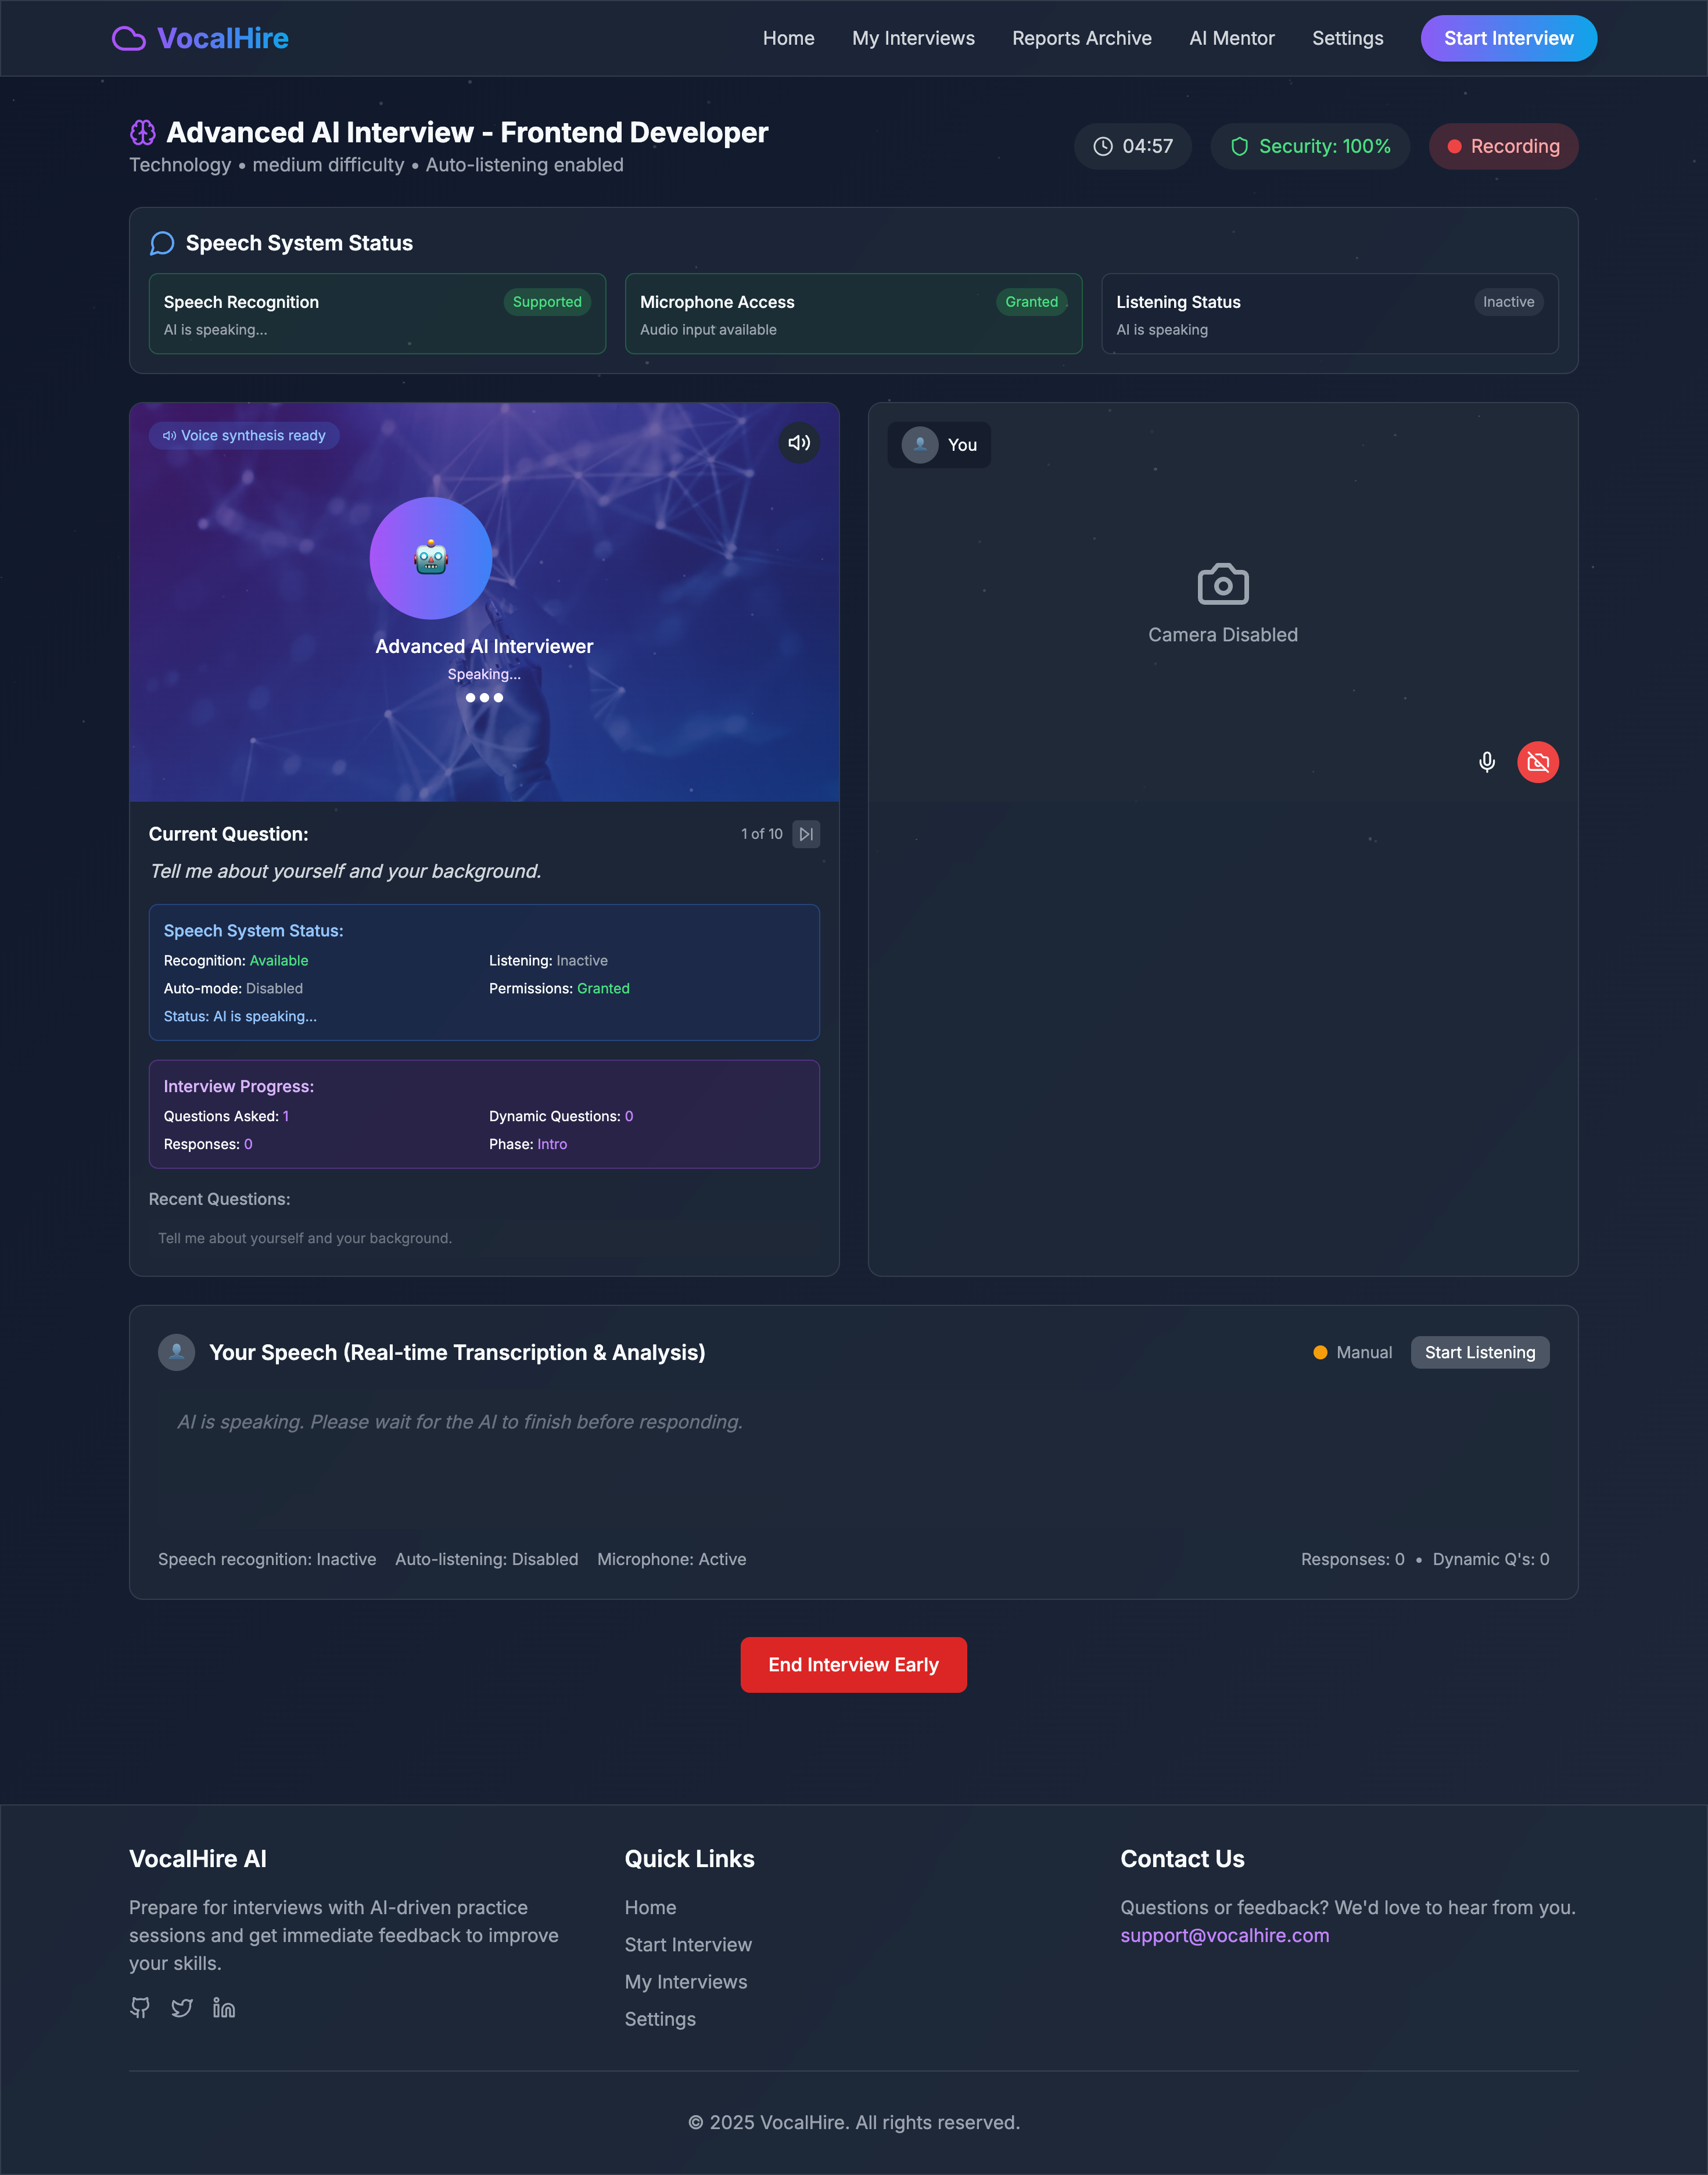 VocalHire
Home
My Interviews
Reports Archive
AI Mentor
Settings
Start Interview
Advanced AI Interview - Frontend Developer
Technology • medium difficulty • Auto-listening enabled
04:57
Security: 100%
Recording
Speech System Status
Speech Recognition
Supported
AI is speaking...
Microphone Access
Granted
Audio input available
Listening Status
Inactive
AI is speaking
Voice synthesis ready
Advanced AI Interviewer
Speaking...
You
Camera Disabled
Current Question:
1 of 10
Tell me about yourself and your background.
Speech System Status:
Recognition: Available
Listening: Inactive
Auto-mode: Disabled
Permissions: Granted
Status: AI is speaking...
Interview Progress:
Questions Asked: 1
Dynamic Questions: 0
Responses: 0
Phase: Intro
Recent Questions:
Tell me about yourself and your background.
Your Speech (Real-time Transcription & Analysis)
Manual
Start Listening
AI is speaking. Please wait for the AI to finish before responding.
Speech recognition: Inactive
Auto-listening: Disabled
Microphone: Active
Responses: 0 • Dynamic Q's: 0
End Interview Early
VocalHire AI
Prepare for interviews with AI-driven practice
sessions and get immediate feedback to improve
your skills.
Quick Links
Home
Start Interview
My Interviews
Settings
Contact Us
Questions or feedback? We'd love to hear from you.
support@vocalhire.com
© 2025 VocalHire. All rights reserved.